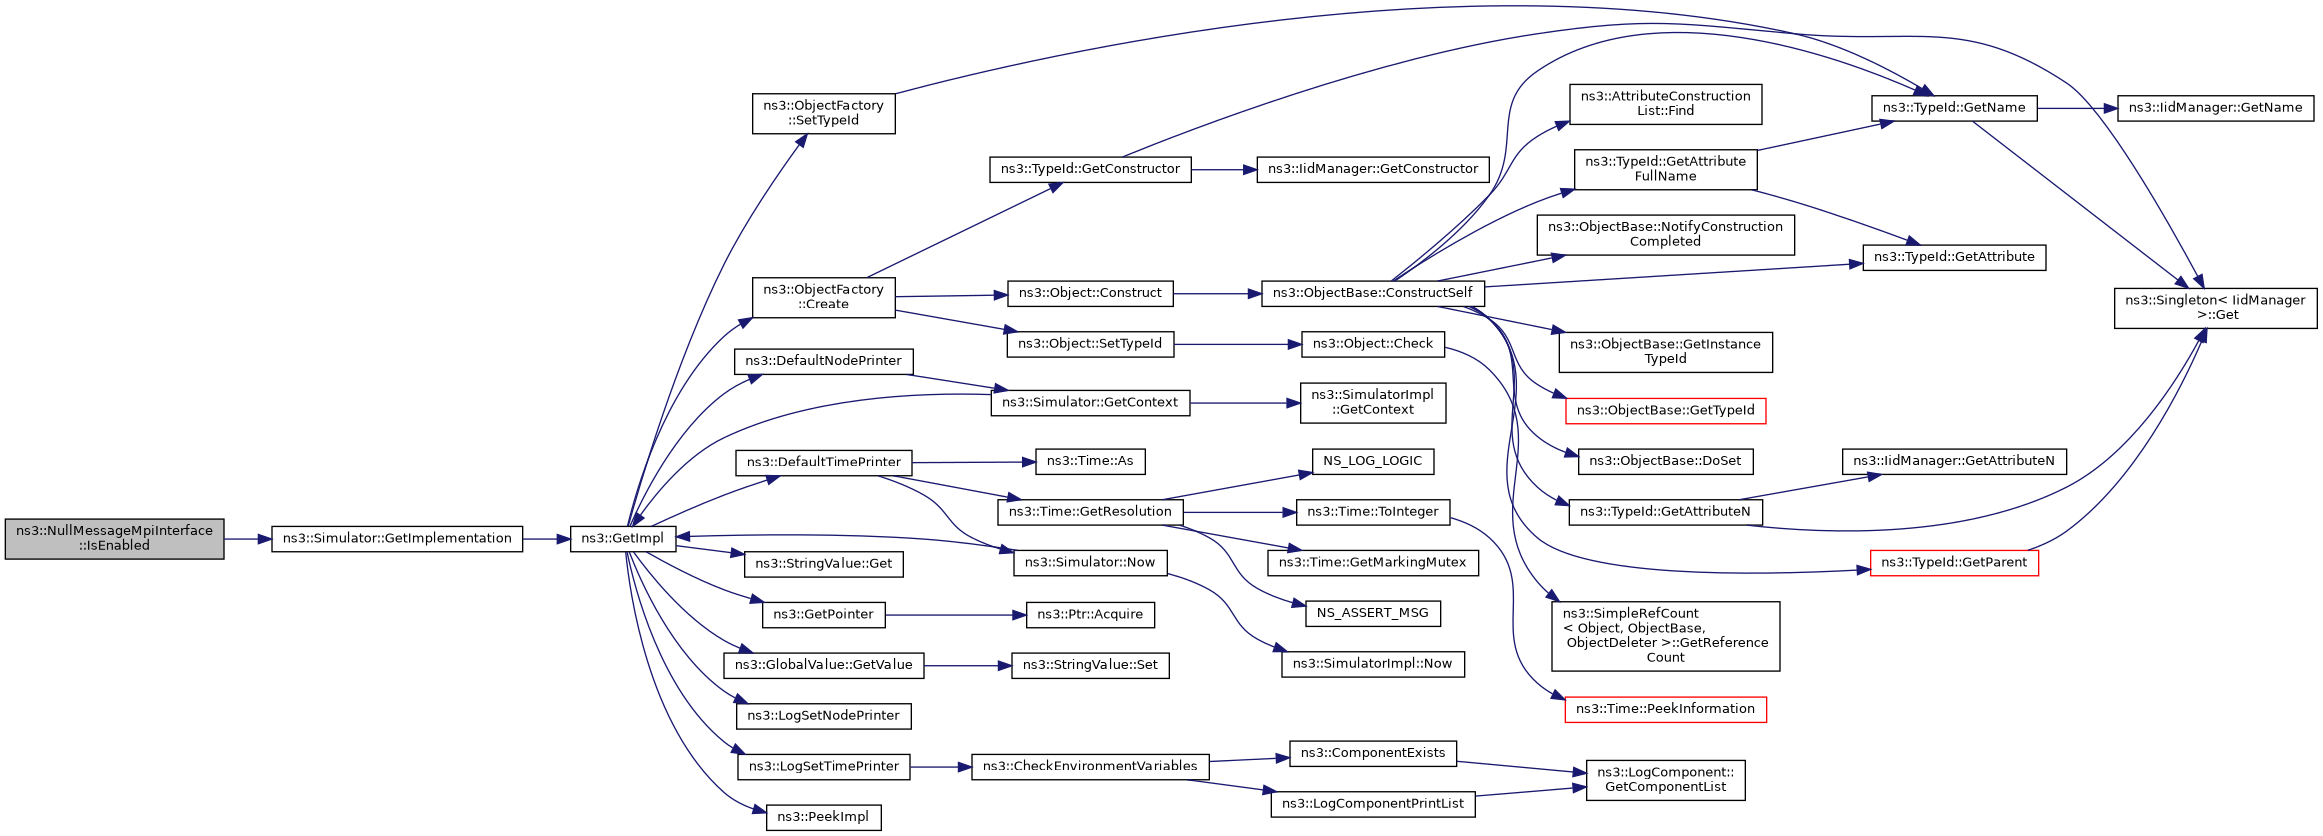 ns3::NullMessageMpiInterface
::IsEnabled
ns3::Simulator::GetImplementation
ns3::GetImpl
ns3::ObjectFactory
::SetTypeId
ns3::ObjectFactory
::Create
ns3::DefaultNodePrinter
ns3::DefaultTimePrinter
ns3::StringValue::Get
ns3::GetPointer
ns3::GlobalValue::GetValue
ns3::LogSetNodePrinter
ns3::LogSetTimePrinter
ns3::PeekImpl
ns3::TypeId::GetConstructor
ns3::Object::Construct
ns3::Object::SetTypeId
ns3::Simulator::GetContext
ns3::Time::As
ns3::Time::GetResolution
ns3::Simulator::Now
ns3::Ptr::Acquire
ns3::StringValue::Set
ns3::CheckEnvironmentVariables
ns3::IidManager::GetConstructor
ns3::ObjectBase::ConstructSelf
ns3::Object::Check
ns3::SimulatorImpl
::GetContext
NS_LOG_LOGIC
ns3::Time::ToInteger
ns3::Time::GetMarkingMutex
NS_ASSERT_MSG
ns3::SimulatorImpl::Now
ns3::ComponentExists
ns3::LogComponentPrintList
ns3::AttributeConstruction
List::Find
ns3::TypeId::GetAttribute
FullName
ns3::ObjectBase::NotifyConstruction
Completed
ns3::ObjectBase::GetInstance
TypeId
ns3::ObjectBase::GetTypeId
ns3::ObjectBase::DoSet
ns3::TypeId::GetAttributeN
ns3::SimpleRefCount
< Object, ObjectBase,
ObjectDeleter >::GetReference
Count
ns3::Time::PeekInformation
ns3::LogComponent::
GetComponentList
ns3::TypeId::GetName
ns3::TypeId::GetAttribute
ns3::IidManager::GetAttributeN
ns3::TypeId::GetParent
ns3::IidManager::GetName
ns3::Singleton< IidManager
>::Get